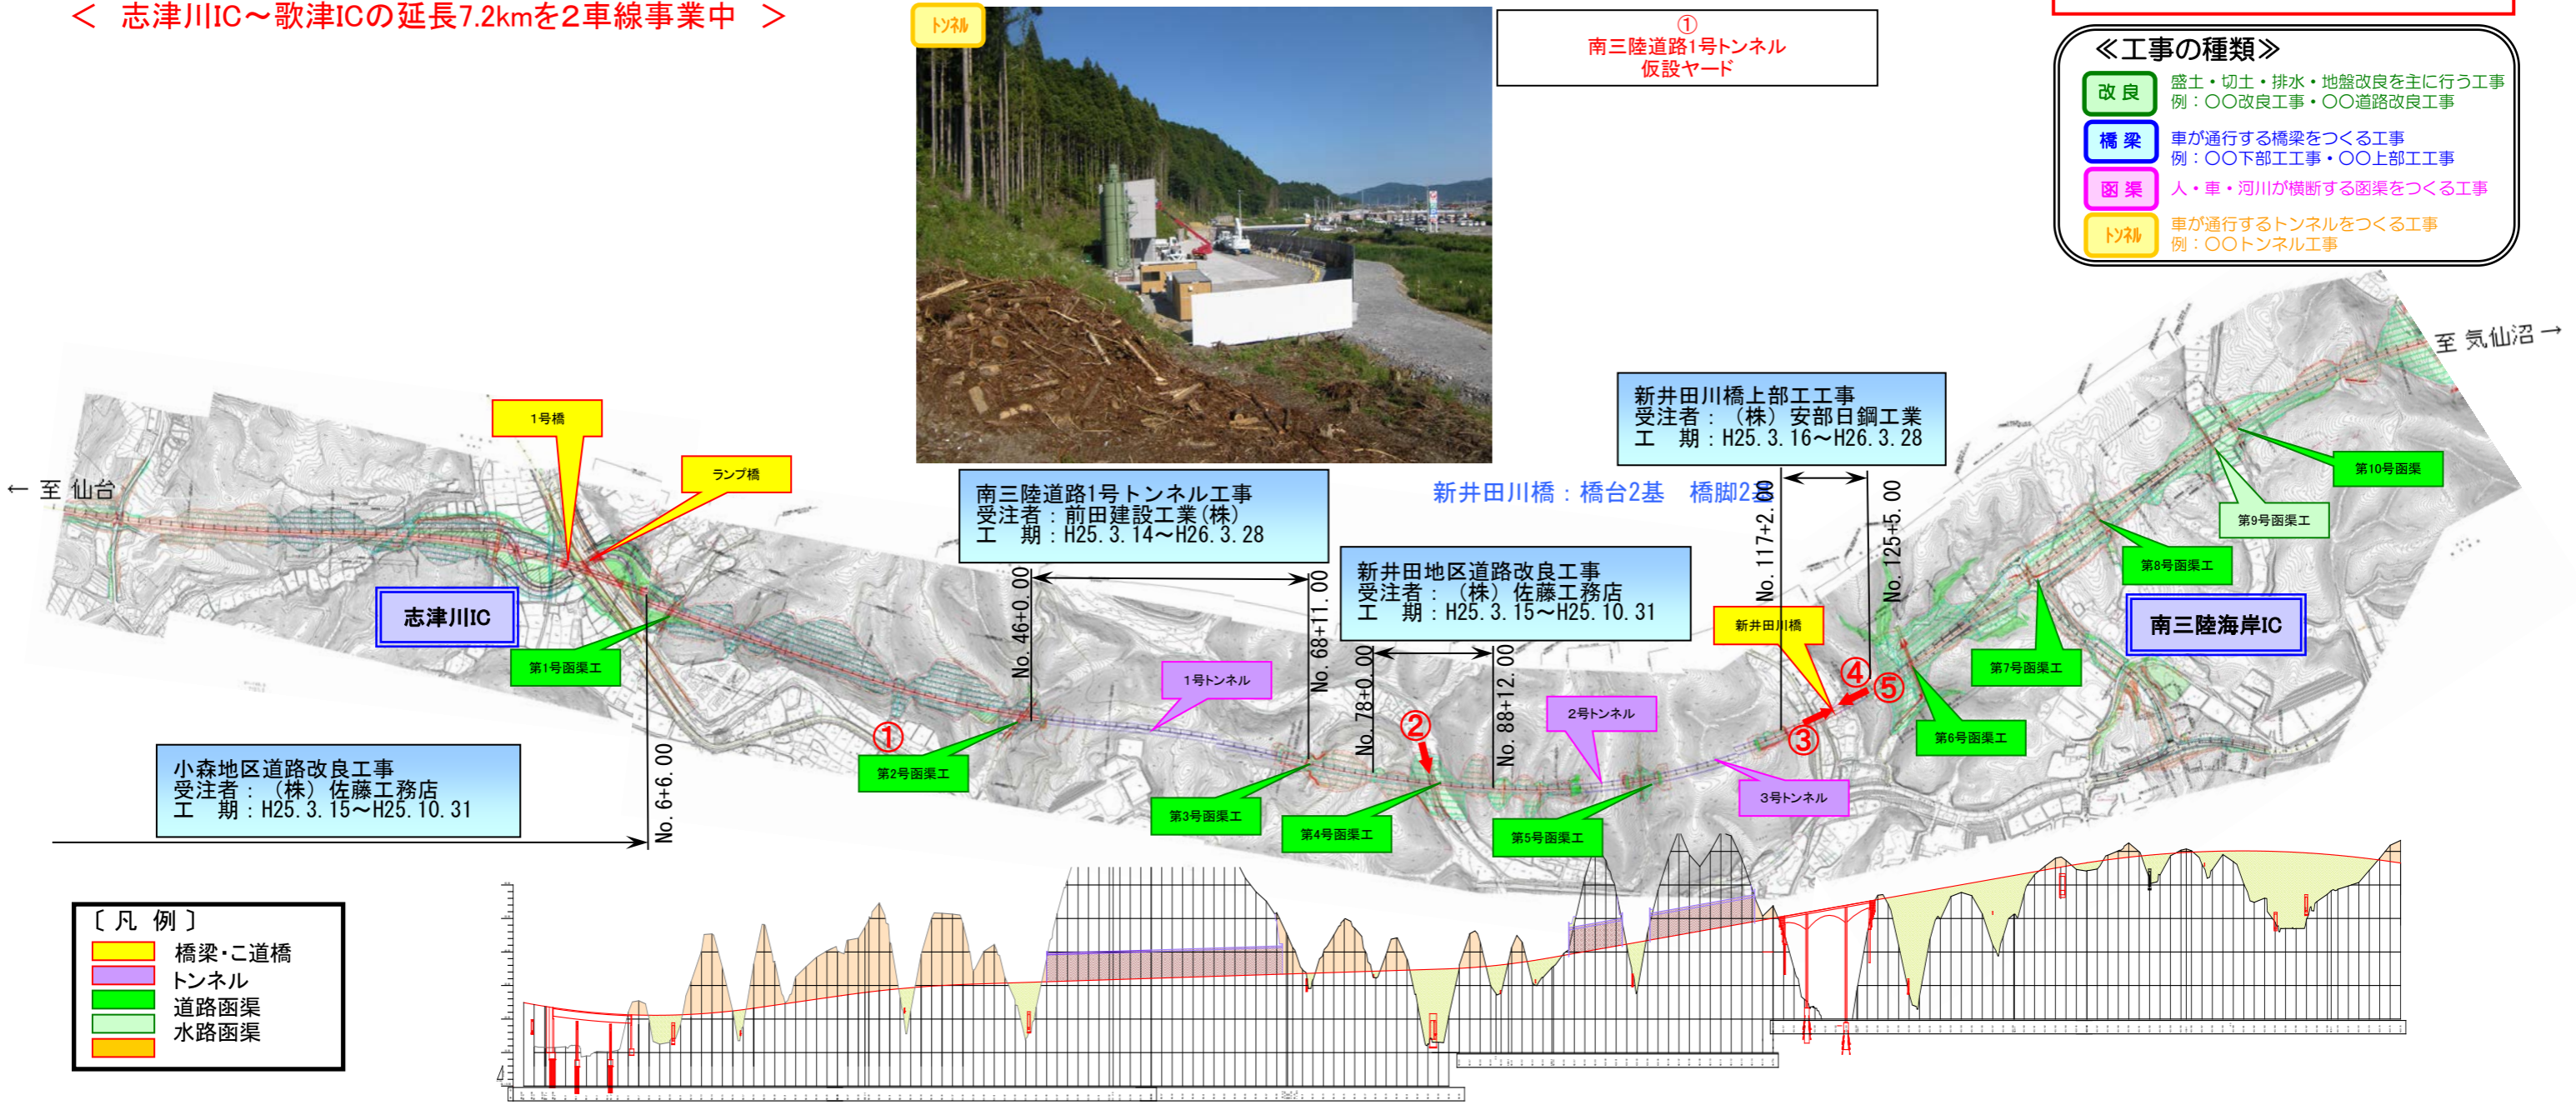 ＜ 志津川IC～歌津ICの延長7.2kmを2車線事業中 ＞
トンネル
①
南三陸道路1号トンネル
仮設ヤード
≪工事の種類≫
改良
盛土・切土・排水・地盤改良を主に行う工事
例：〇〇改良工事・〇〇道路改良工事
橋梁
車が通行する橋梁をつくる工事
例：〇〇下部工工事・〇〇上部工工事
函渠
人・車・河川が横断する函渠をつくる工事
トンネル
車が通行するトンネルをつくる工事
例：〇〇トンネル工事
至 気仙沼 →
← 至 仙台
1号橋
ランプ橋
南三陸道路1号トンネル工事
受注者：前田建設工業(株)
工　期：H25.3.14～H26.3.28
新井田川橋上部工工事
受注者：（株）安部日鋼工業
工　期：H25.3.16～H26.3.28
新井田川橋：橋台2基　橋脚2基
新井田地区道路改良工事
受注者：（株）佐藤工務店
工　期：H25.3.15～H25.10.31
志津川IC
南三陸海岸IC
第1号函渠工
第2号函渠工
第3号函渠工
第4号函渠工
第5号函渠工
第6号函渠工
第7号函渠工
第8号函渠工
第9号函渠工
第10号函渠
1号トンネル
2号トンネル
3号トンネル
新井田川橋
①
②
③
④
⑤
No.6+6.00
No.46+0.00
No.68+11.00
No.78+0.00
No.88+12.00
No.117+2.00
No.125+5.00
小森地区道路改良工事
受注者：（株）佐藤工務店
工　期：H25.3.15～H25.10.31
〔凡 例〕
橋梁・こ道橋
トンネル
道路函渠
水路函渠